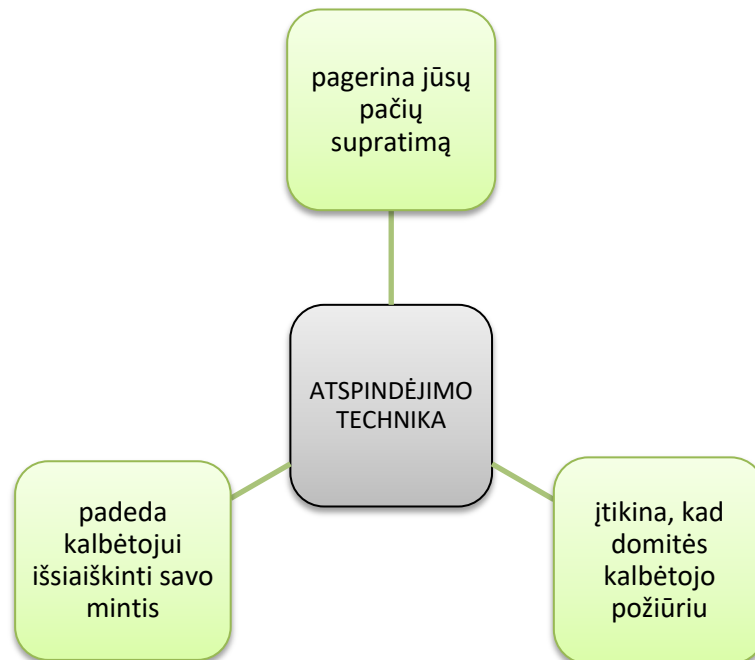 pagerina jūsų
pačių
supratimą
ATSPINDĖJIMO
TECHNIKA
padeda
kalbėtojui
išsiaiškinti savo
mintis
įtikina, kad
domitės
kalbėtojo
požiūriu